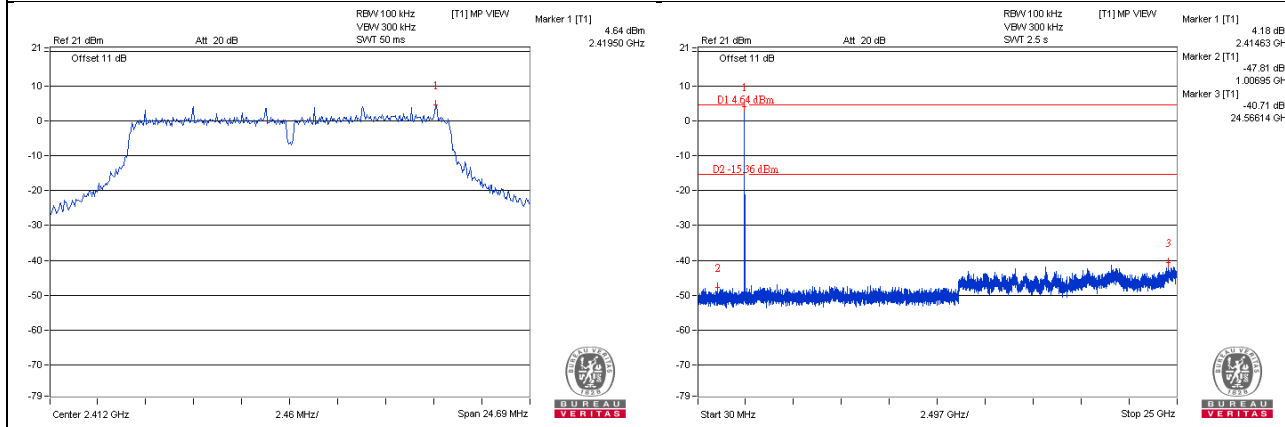 RBW 100 kHz [T1] MP VIEW
VBW 300 kHz
Ref 21 dBm Att 20 dB SWT 50 ms
Marker 1 [T1]
4.64 dBm
2.41950 GHz
21
Offset 11 dB
10
0
-10
-20
-30
-40
-50
-60
-70
-79
1
Center 2.412 GHz 2.46 MHz/ Span 24.69 MHz
BUREAU VERITAS
1828
BUREAU
VERITAS
RBW 100 kHz [T1] MP VIEW
VBW 300 kHz
Ref 21 dBm Att 20 dB SWT 2.5 s
Marker 1 [T1]
4.18 dB
2.41463 GH
Marker 2 [T1]
-47.81 dB
1.00695 GH
Marker 3 [T1]
-40.71 dB
24.56614 GH
21
Offset 11 dB
10
0
-10
-20
-30
-40
-50
-60
-70
-79
1
D1 4.64 dBm
D2 -15.36 dBm
2
3
Start 30 MHz 2.497 GHz/ Stop 25 GHz
BUREAU VERITAS
1828
BUREAU
VERITAS